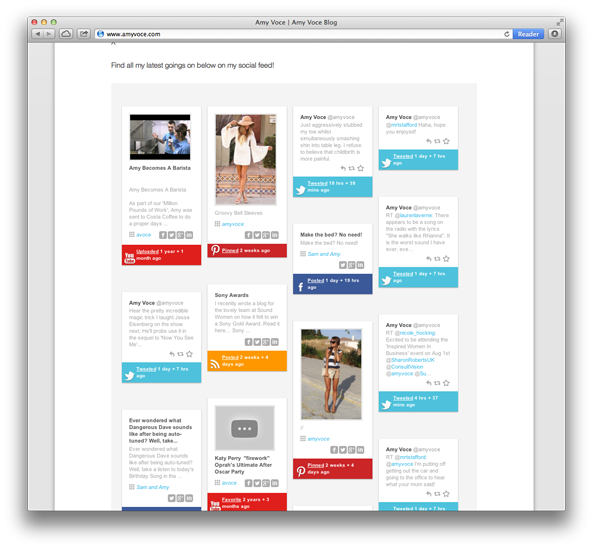 Amy Voce | Amy Voce Blog
www.amyvoce.com
Reader
Find all my latest goings on below on my social feed!
Amy Becomes A Barista
Amy Becomes A Barista
As part of our 'Million
Pounds of Work', Amy was
sent to Costa Coffee to do
a proper days ...
avoce
You Tube
Uploaded 1 year + 1
month ago
Amy Voce @amyvoce
Hear the pretty incredible
magic trick I taught Jesse
Eisenberg on the show
next. He'll probs use it in
the sequel to 'Now You See
Me'...
Tweeted 1 day + 7 hrs
ago
Ever wondered what
Dangerous Dave sounds
like after being auto-
tuned? Well, take...
Ever wondered what
Dangerous Dave sounds
like after being auto-tuned?
Well, take a listen to today's
Birthday Song in the ...
Sam and Amy
Groovy Bell Sleeves
amyvoce
Pinned 2 weeks ago
Sony Awards
I recently wrote a blog for
the lovely team at Sound
Women on how it felt to win
a Sony Gold Award. Read it
here... Sony ...
Posted 2 weeks + 4
days ago
Katy Perry "firework"
Oprah's Ultimate After
Oscar Party
avoce
You Tube
Favorite 2 years + 3
months ago
Amy Voce @amyvoce
Just aggressively stubbed
my toe whilst
simultaneously smashing
shin into table leg. I refuse
to believe that childbirth is
more painful.
Tweeted 19 hrs + 39
mins ago
Make the bed? No need!
Make the bed? No need!
Sam and Amy
Posted 1 day + 19 hrs
ago
//
amyvoce
Pinned 2 weeks + 4
days ago
Amy Voce @amyvoce
@mrlstafford Haha, hope
you enjoyed!
Tweeted 1 day + 7 hrs
ago
Amy Voce @amyvoce
RT @laurenlaverne: There
appears to be a song on
the radio with the lyrics
"She walks like Rihanna". It
is the worst sound I have
ever, eve...
Tweeted 1 day + 7 hrs
ago
Amy Voce @amyvoce
RT @nicole_hocking:
Excited to be attending the
'Inspired Women In
Business' event on Aug 1st
@SharonRobertsUK
@ConsultVision
@amyvoce @Su...
Tweeted 4 hrs + 37
mins ago
Amy Voce @amyvoce
RT @mrlstafford
@amyvoce I'm putting off
getting out the car and
going to the office to hear
what your mum said!